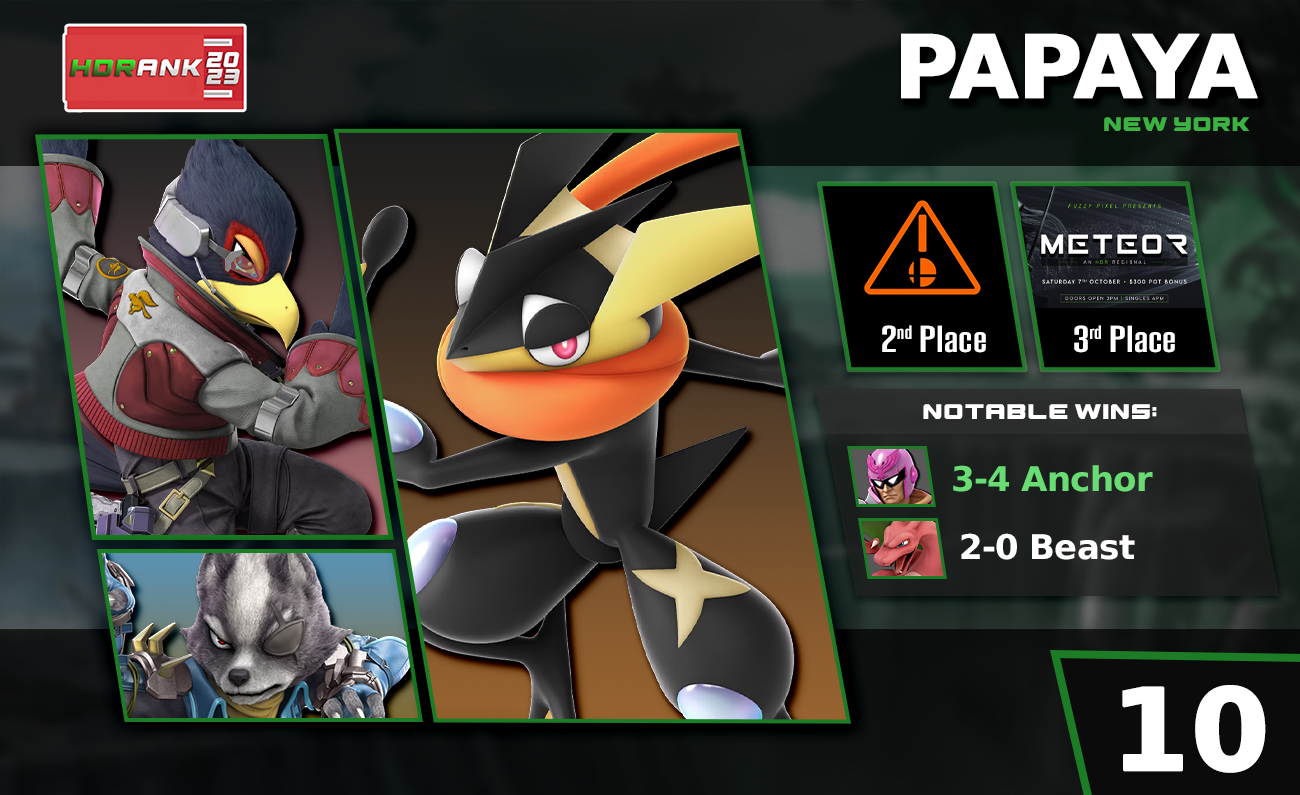 HDRANK 2023
PAPAYA
NEW YORK
2nd Place
FUZZY PIXEL PRESENTS
METEOR
AN HDR REGIONAL
SATURDAY 7TH OCTOBER - $300 POT BONUS
DOORS OPEN 3PM | SINGLES 4PM
3rd Place
NOTABLE WINS:
3-4 Anchor
2-0 Beast
10